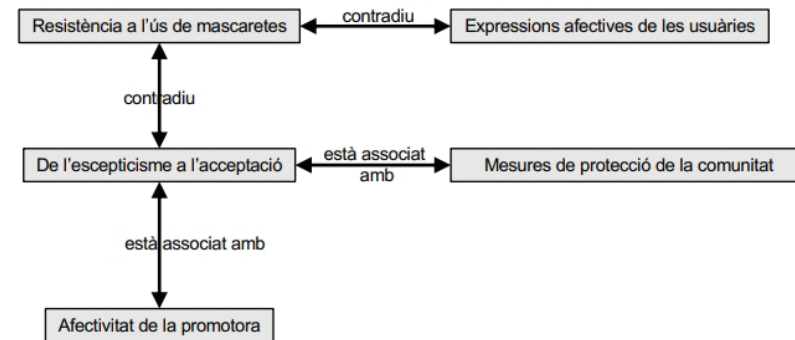 Resistència a l'ús de mascaretes
contradiu
Expressions afectives de les usuàries
contradiu
De l'escepticisme a l'acceptació
està associat
amb
Mesures de protecció de la comunitat
està associat amb
Afectivitat de la promotora